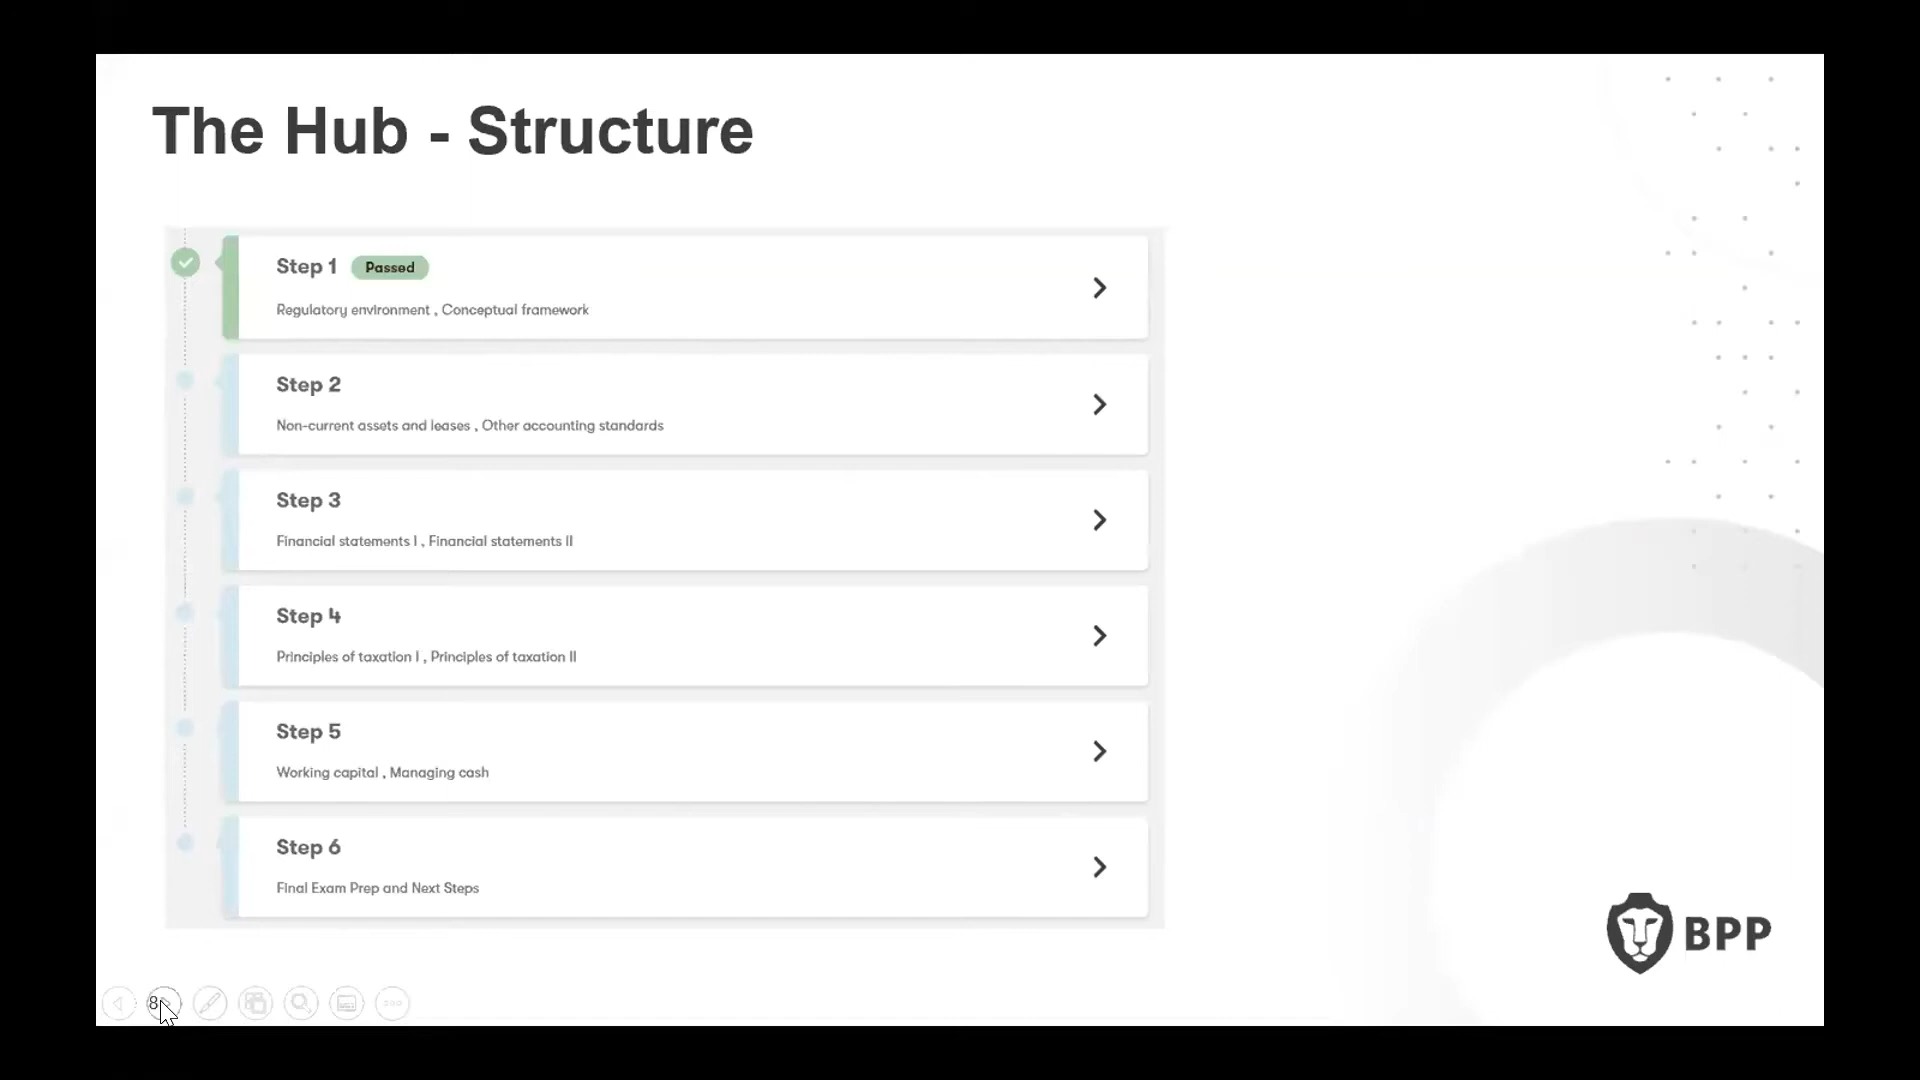 The Hub - Structure
Step 1 Passed
Regulatory environment , Conceptual framework
Step 2
Non-current assets and leases , Other accounting standards
Step 3
Financial statements I , Financial statements II
Step 4
Principles of taxation I , Principles of taxation II
Step 5
Working capital , Managing cash
Step 6
Final Exam Prep and Next Steps
BPP
8